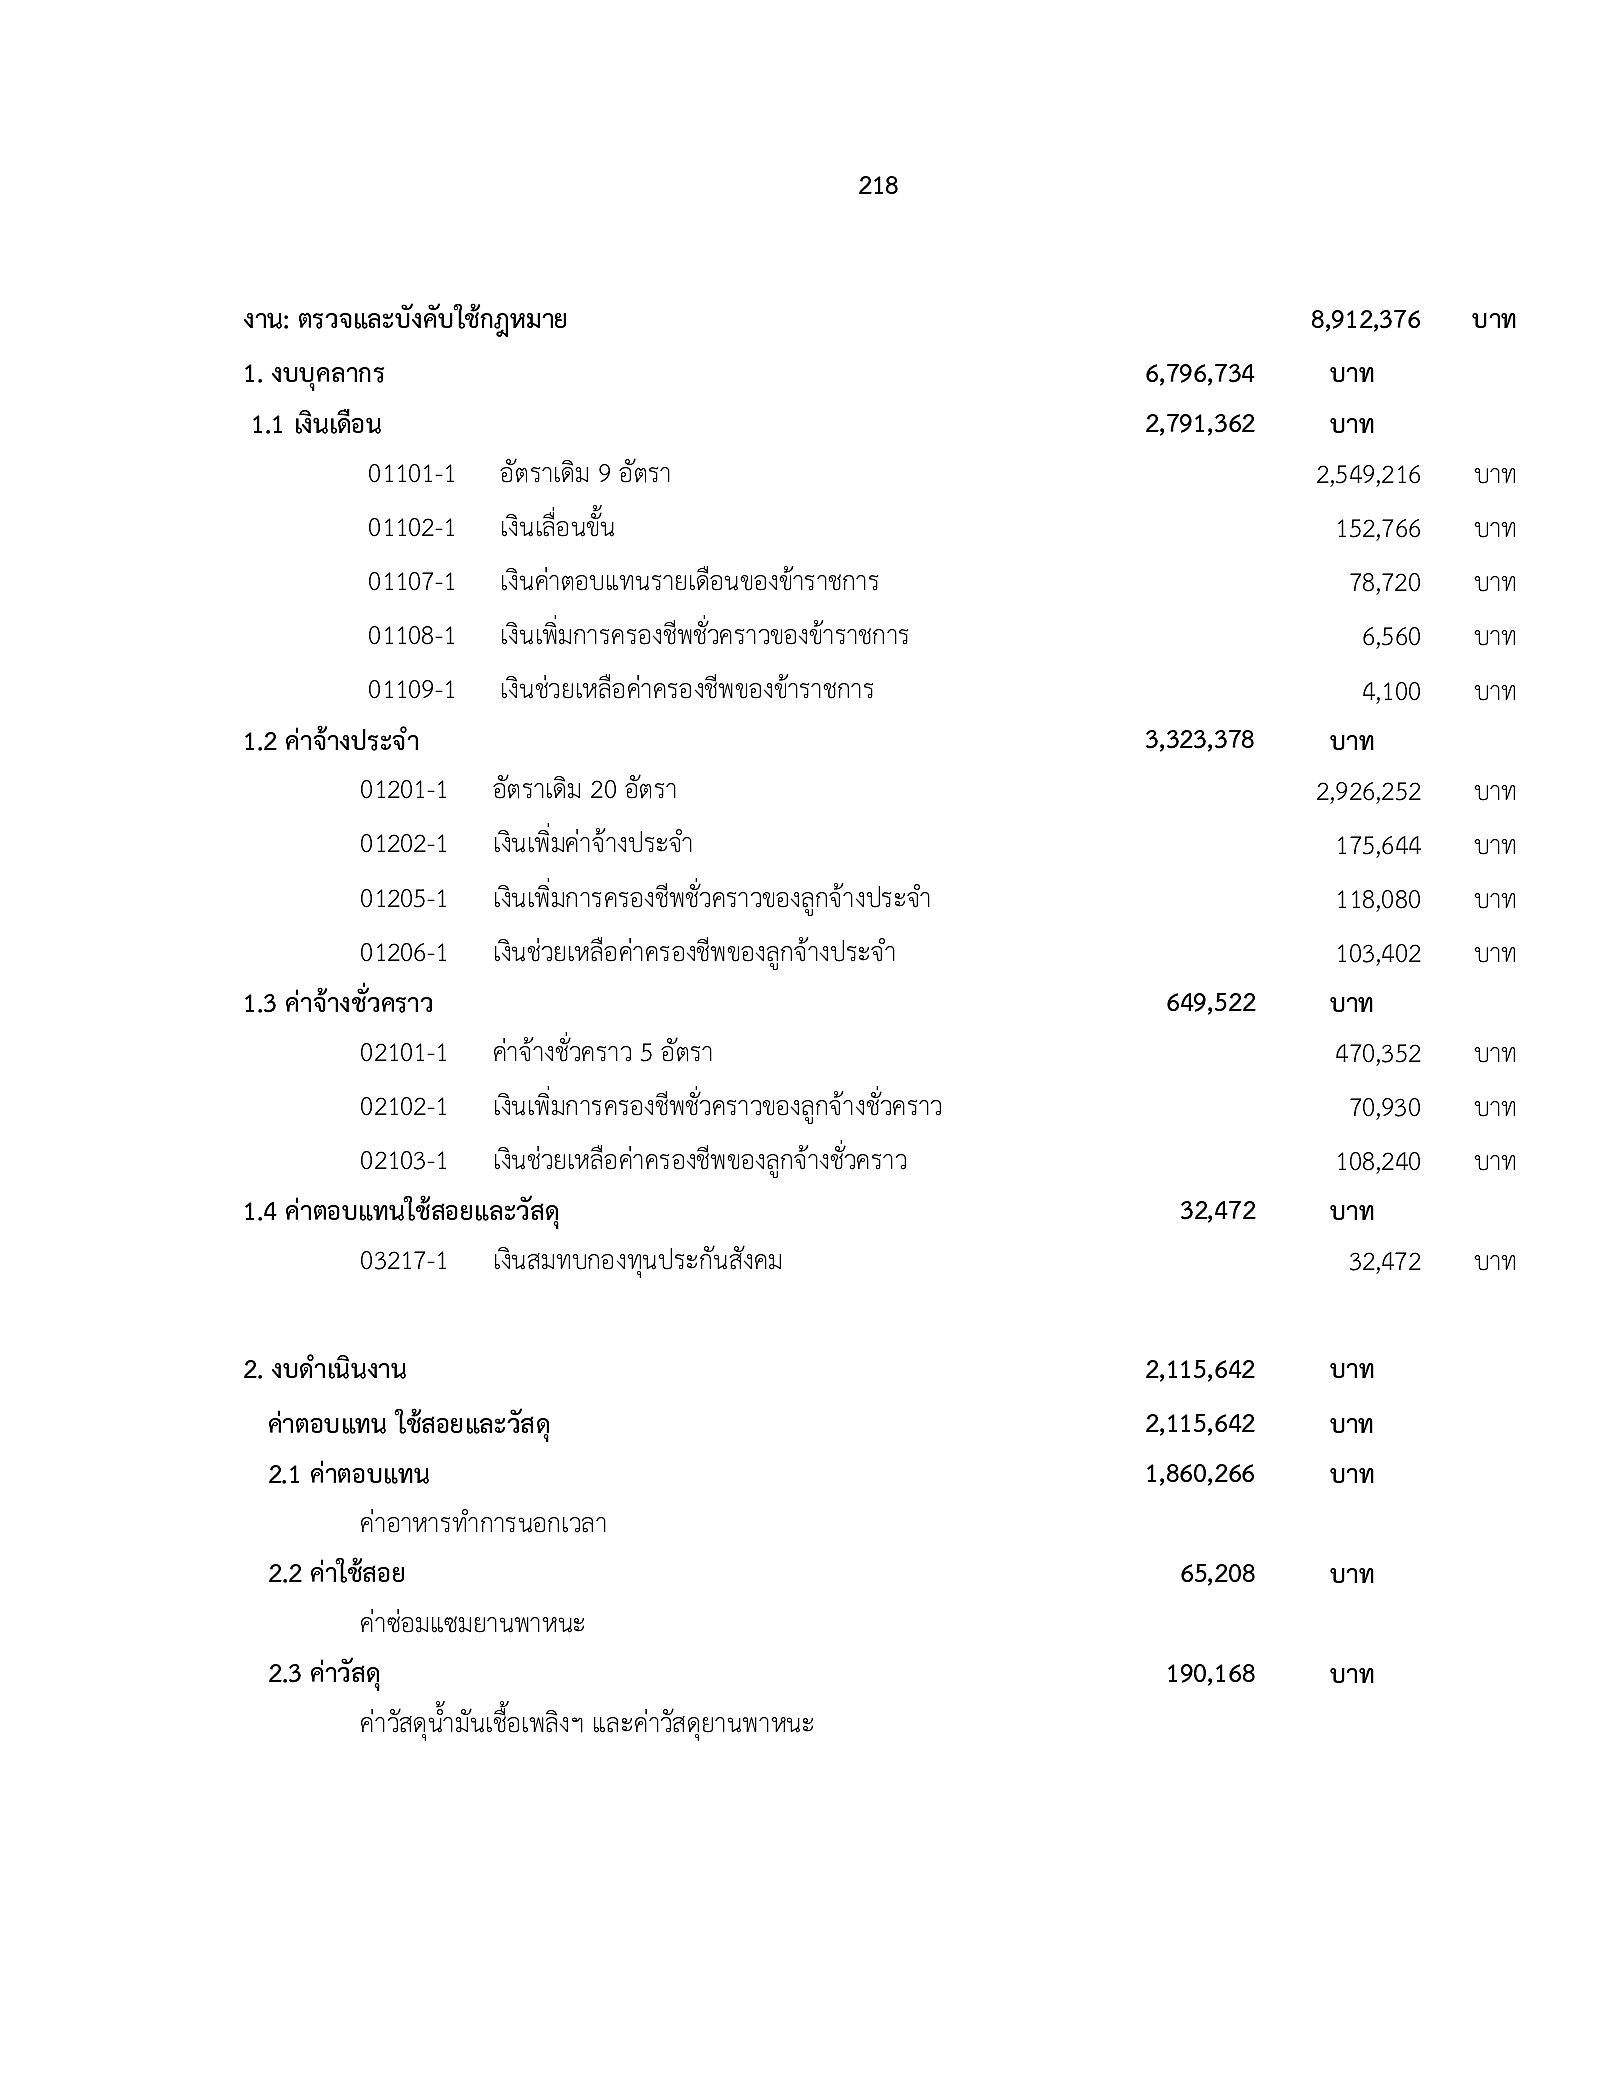 218
งาน: ตรวจและบังคับใช้กฎหมาย 8,912,376 บาท
1. งบบุคลากร 6,796,734 บาท
1.1 เงินเดือน 2,791,362 บาท
01101-1 อัตราเดิม 9 อัตรา 2,549,216 บาท
01102-1 เงินเลื่อนขั้น 152,766 บาท
01107-1 เงินค่าตอบแทนรายเดือนของข้าราชการ 78,720 บาท
01108-1 เงินเพิ่มการครองชีพชั่วคราวของข้าราชการ 6,560 บาท
01109-1 เงินช่วยเหลือค่าครองชีพของข้าราชการ 4,100 บาท
1.2 ค่าจ้างประจำ 3,323,378 บาท
01201-1 อัตราเดิม 20 อัตรา 2,926,252 บาท
01202-1 เงินเพิ่มค่าจ้างประจำ 175,644 บาท
01205-1 เงินเพิ่มการครองชีพชั่วคราวของลูกจ้างประจำ 118,080 บาท
01206-1 เงินช่วยเหลือค่าครองชีพของลูกจ้างประจำ 103,402 บาท
1.3 ค่าจ้างชั่วคราว 649,522 บาท
02101-1 ค่าจ้างชั่วคราว 5 อัตรา 470,352 บาท
02102-1 เงินเพิ่มการครองชีพชั่วคราวของลูกจ้างชั่วคราว 70,930 บาท
02103-1 เงินช่วยเหลือค่าครองชีพของลูกจ้างชั่วคราว 108,240 บาท
1.4 ค่าตอบแทนใช้สอยและวัสดุ 32,472 บาท
03217-1 เงินสมทบกองทุนประกันสังคม 32,472 บาท
2. งบดำเนินงาน 2,115,642 บาท
ค่าตอบแทน ใช้สอยและวัสดุ 2,115,642 บาท
2.1 ค่าตอบแทน 1,860,266 บาท
ค่าอาหารทำการนอกเวลา
2.2 ค่าใช้สอย 65,208 บาท
ค่าซ่อมแซมยานพาหนะ
2.3 ค่าวัสดุ 190,168 บาท
ค่าวัสดุน้ำมันเชื้อเพลิงฯ และค่าวัสดุยานพาหนะ